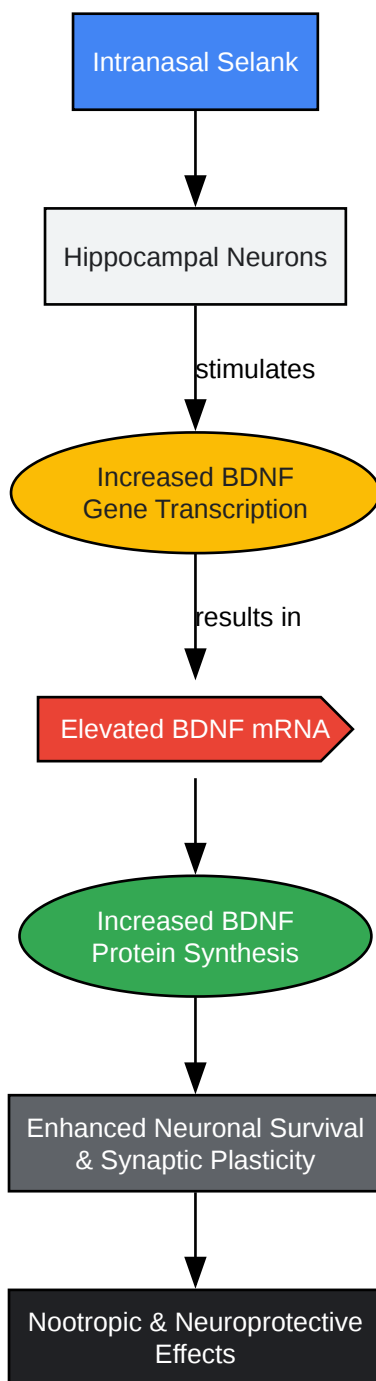 Intranasal Selank
Hippocampal Neurons
stimulates
Increased BDNF
Gene Transcription
results in
Elevated BDNF mRNA
Increased BDNF
Protein Synthesis
Enhanced Neuronal Survival
& Synaptic Plasticity
Nootropic & Neuroprotective
Effects